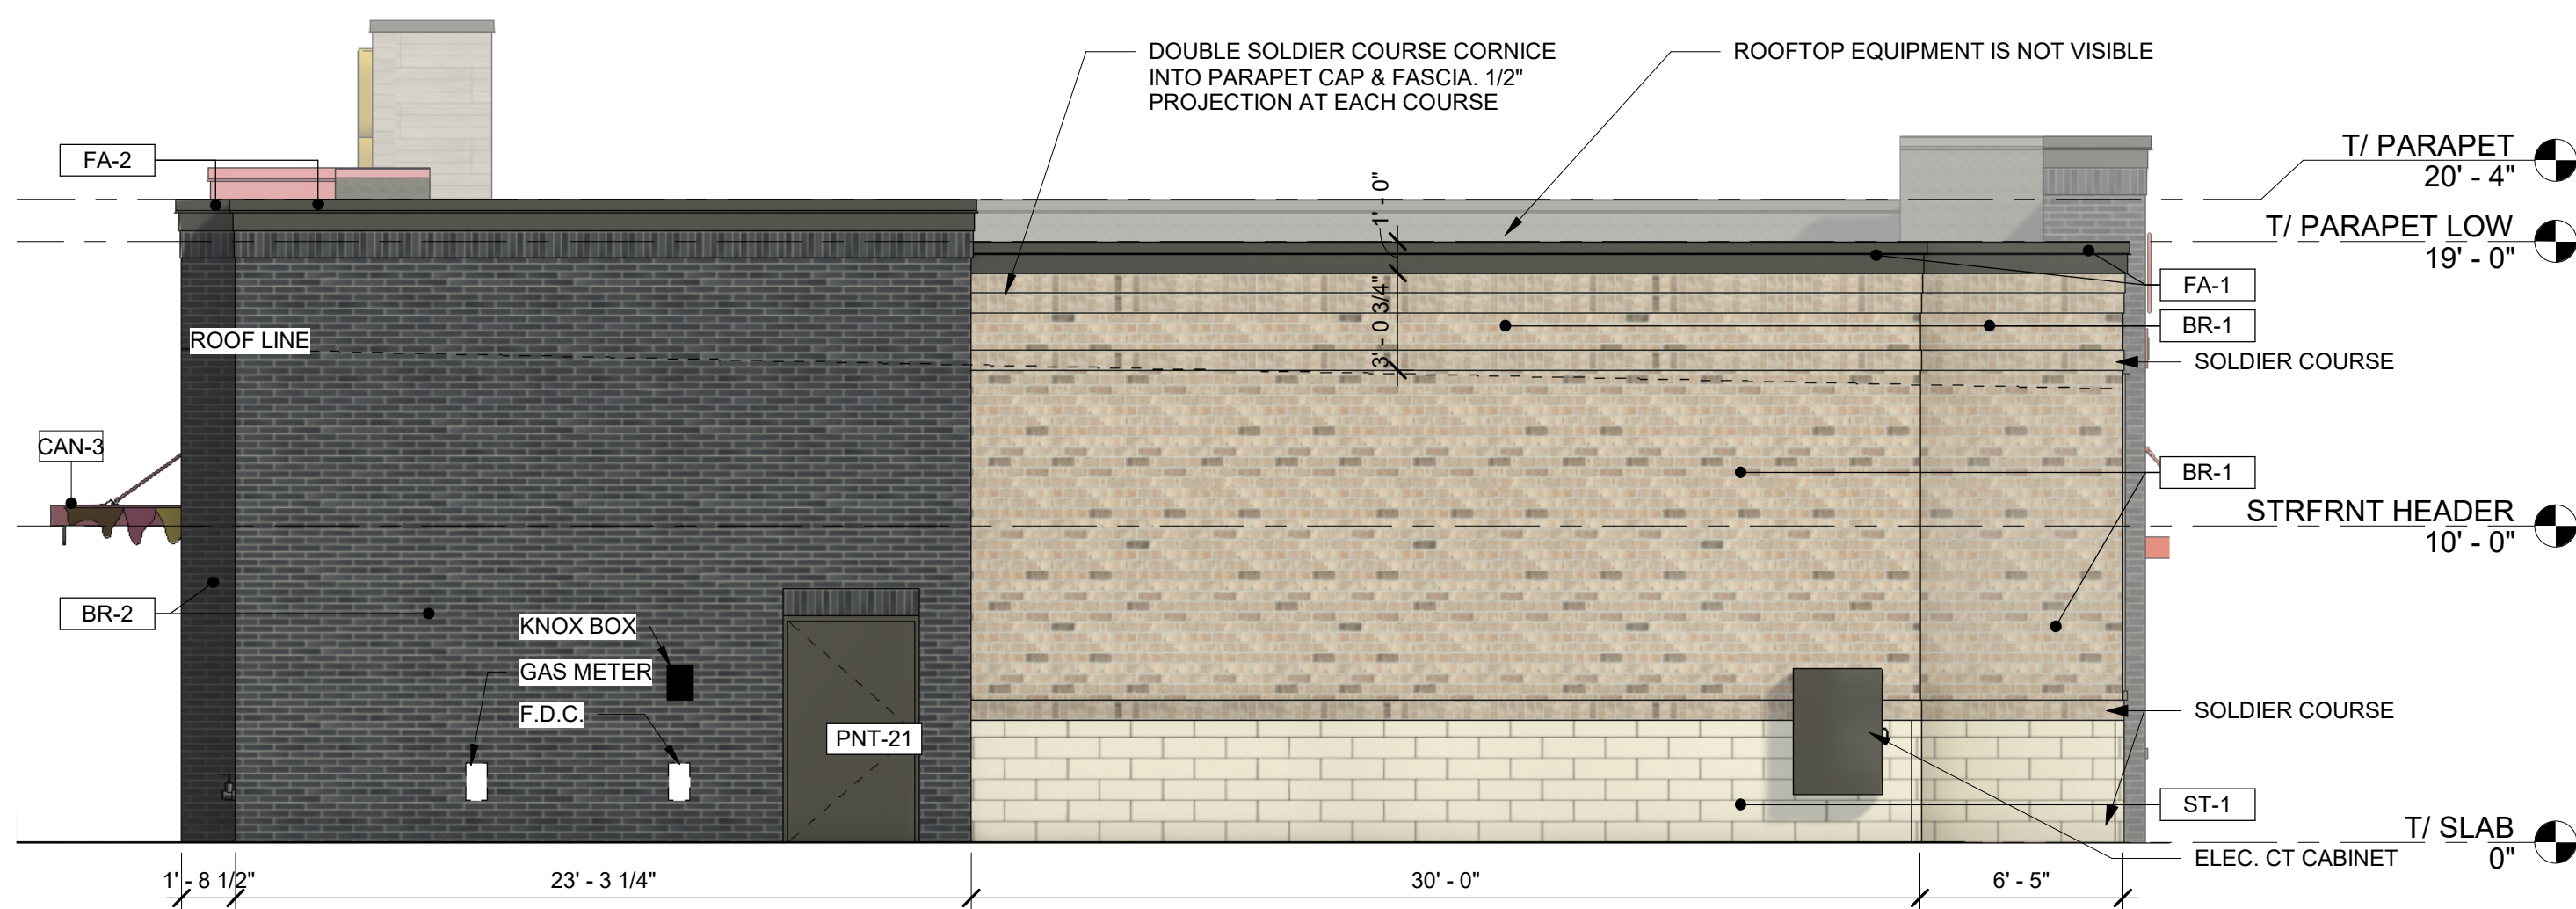 DOUBLE SOLDIER COURSE CORNICE
INTO PARAPET CAP & FASCIA. 1/2"
PROJECTION AT EACH COURSE
ROOFTOP EQUIPMENT IS NOT VISIBLE
T/ PARAPET
20' - 4"
FA-2
1' - 0"
T/ PARAPET LOW
19' - 0"
FA-1
3' - 0 3/4"
BR-1
ROOF LINE
SOLDIER COURSE
CAN-3
BR-1
STRFRNT HEADER
10' - 0"
BR-2
KNOX BOX
GAS METER
F.D.C.
PNT-21
SOLDIER COURSE
ST-1
T/ SLAB
0"
ELEC. CT CABINET
1' - 8 1/2"
23' - 3 1/4"
30' - 0"
6' - 5"